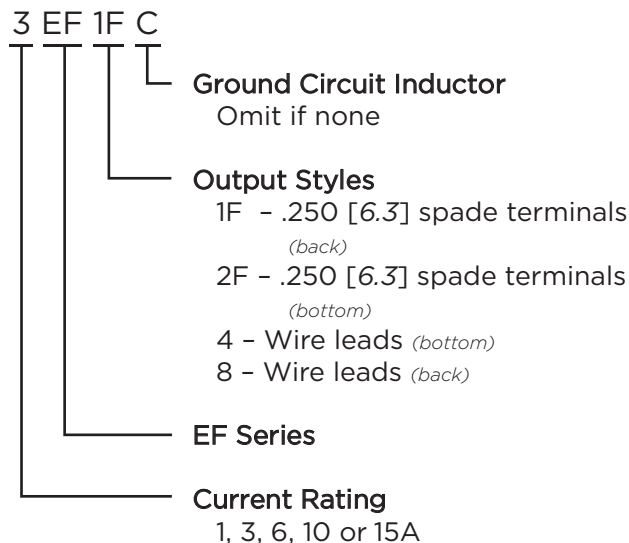 3 EF 1F C
Ground Circuit Inductor
Omit if none
Output Styles
1F – .250 [6.3] spade terminals
(back)
2F – .250 [6.3] spade terminals
(bottom)
4 – Wire leads (bottom)
8 – Wire leads (back)
EF Series
Current Rating
1, 3, 6, 10 or 15A